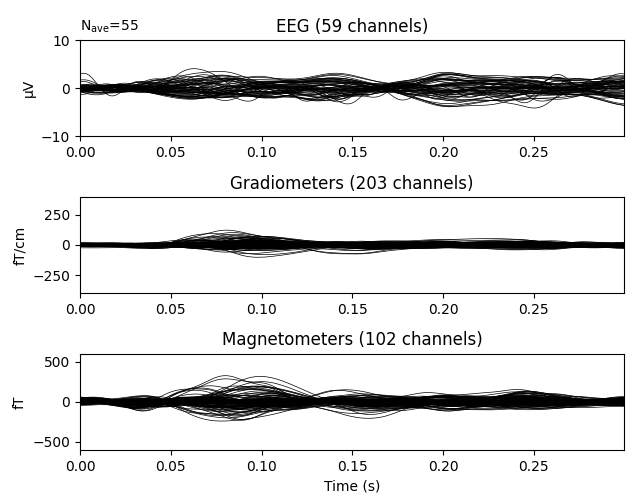 N_ave=55
EEG (59 channels)
10
0
−10
µV
0.00 0.05 0.10 0.15 0.20 0.25
Gradiometers (203 channels)
250
0
−250
fT/cm
0.00 0.05 0.10 0.15 0.20 0.25
Magnetometers (102 channels)
500
0
−500
fT
0.00 0.05 0.10 0.15 0.20 0.25
Time (s)